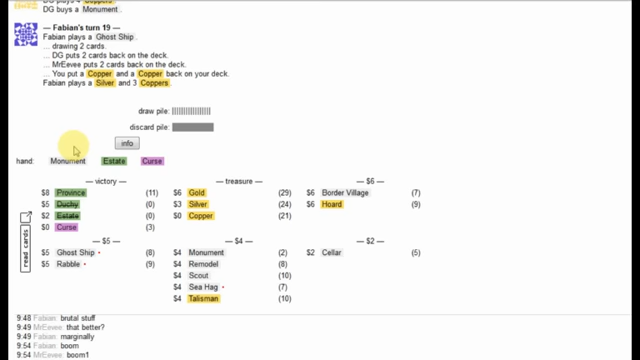 DG plays 4 Coppers.
DG buys a Monument.
— Fabian's turn 19 —
Fabian plays a Ghost Ship.
... drawing 2 cards.
... DG puts 2 cards back on the deck.
... MrEevee puts 2 cards back on the deck.
... You put a Copper and a Copper back on your deck.
Fabian plays a Silver and 3 Coppers.
draw pile:
discard pile:
info
hand: Monument Estate Curse
— victory — — treasure — — $6 —
$8 Province (11) $6 Gold (29) $6 Border Village (7)
$5 Duchy (0) $3 Silver (24) $6 Hoard (9)
$2 Estate (0) $0 Copper (21)
$0 Curse (3)
— $5 — — $4 — — $2 —
$5 Ghost Ship • (8) $4 Monument (2) $2 Cellar (5)
$5 Rabble • (9) $4 Remodel (8)
$4 Scout (10)
$4 Sea Hag • (7)
$4 Talisman (10)
read cards
9:48 Fabian: brutal stuff
9:49 MrEevee: that better?
9:49 Fabian: marginally
9:54 Fabian: boom
9:54 MrEevee: boom1